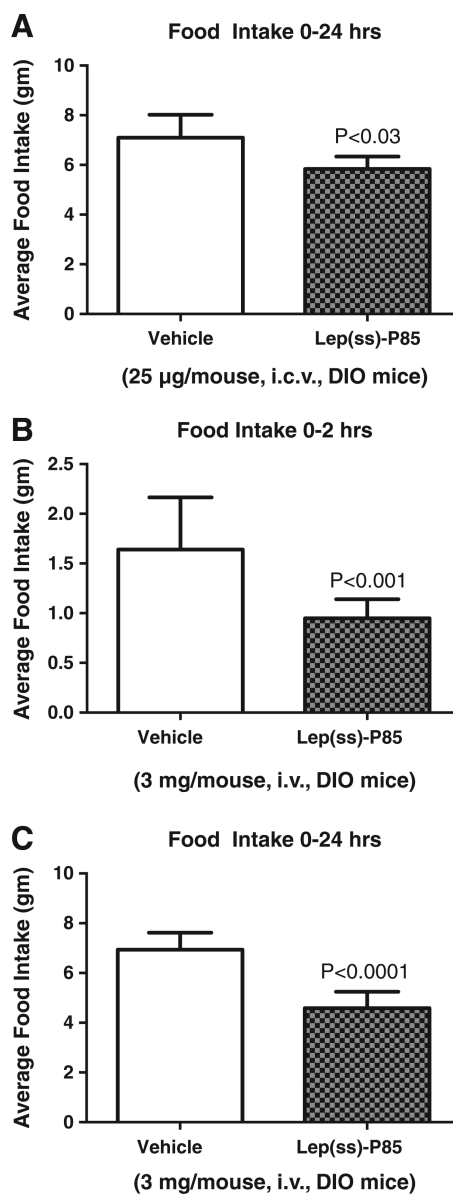 A
Food Intake 0-24 hrs
Average Food Intake (gm)
10
8
6
4
2
0
P<0.03
Vehicle Lep(ss)-P85
(25 µg/mouse, i.c.v., DIO mice)
B
Food Intake 0-2 hrs
Average Food Intake (gm)
2.5
2.0
1.5
1.0
0.5
0.0
P<0.001
Vehicle Lep(ss)-P85
(3 mg/mouse, i.v., DIO mice)
C
Food Intake 0-24 hrs
Average Food Intake (gm)
10
8
6
4
2
0
P<0.0001
Vehicle Lep(ss)-P85
(3 mg/mouse, i.v., DIO mice)